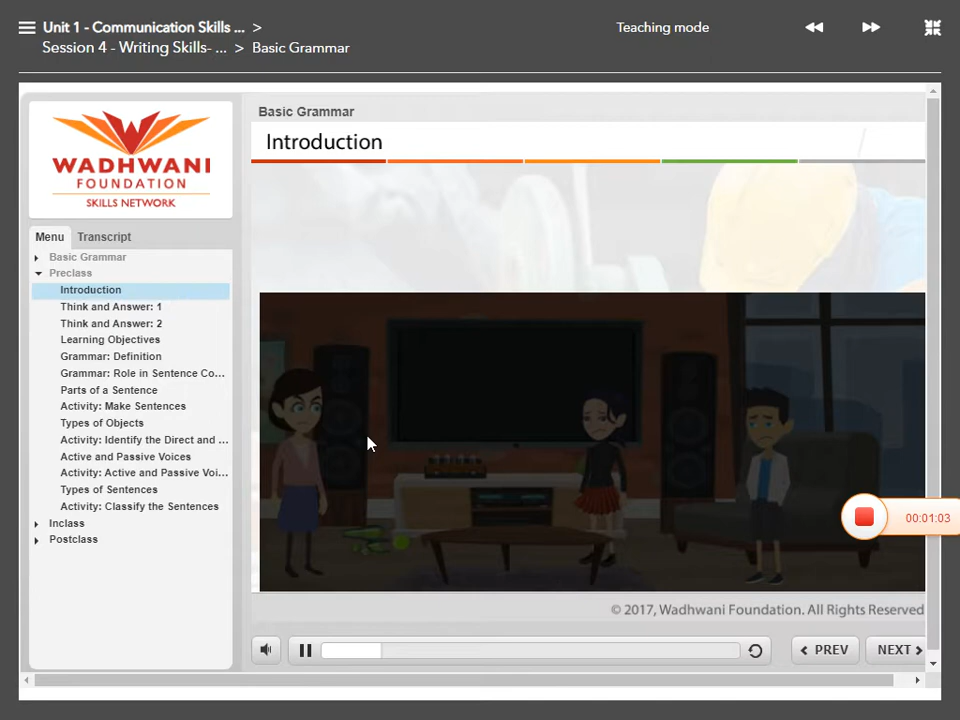 Unit 1 - Communication Skills ... >
Session 4 - Writing Skills- ... > Basic Grammar
Teaching mode
WADHWANI
FOUNDATION
SKILLS NETWORK
Menu
Transcript
Basic Grammar
Preclass
Introduction
Think and Answer: 1
Think and Answer: 2
Learning Objectives
Grammar: Definition
Grammar: Role in Sentence Co...
Parts of a Sentence
Activity: Make Sentences
Types of Objects
Activity: Identify the Direct and ...
Active and Passive Voices
Activity: Active and Passive Voi...
Types of Sentences
Activity: Classify the Sentences
Inclass
Postclass
Basic Grammar
Introduction
00:01:03
© 2017, Wadhwani Foundation. All Rights Reserved
PREV
NEXT